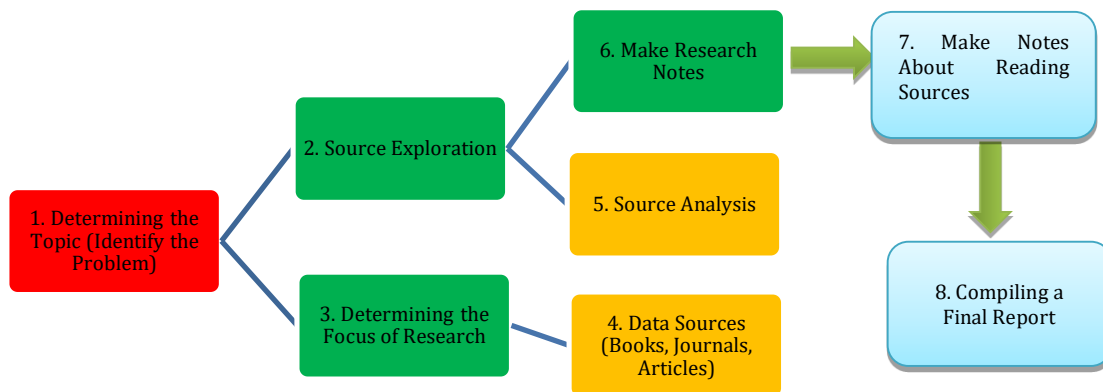 1. Determining the
Topic (Identify the
Problem)
2. Source Exploration
3. Determining the
Focus of Research
4. Data Sources
(Books, Journals,
Articles)
5. Source Analysis
6. Make Research
Notes
7. Make Notes
About Reading
Sources
8. Compiling a
Final Report